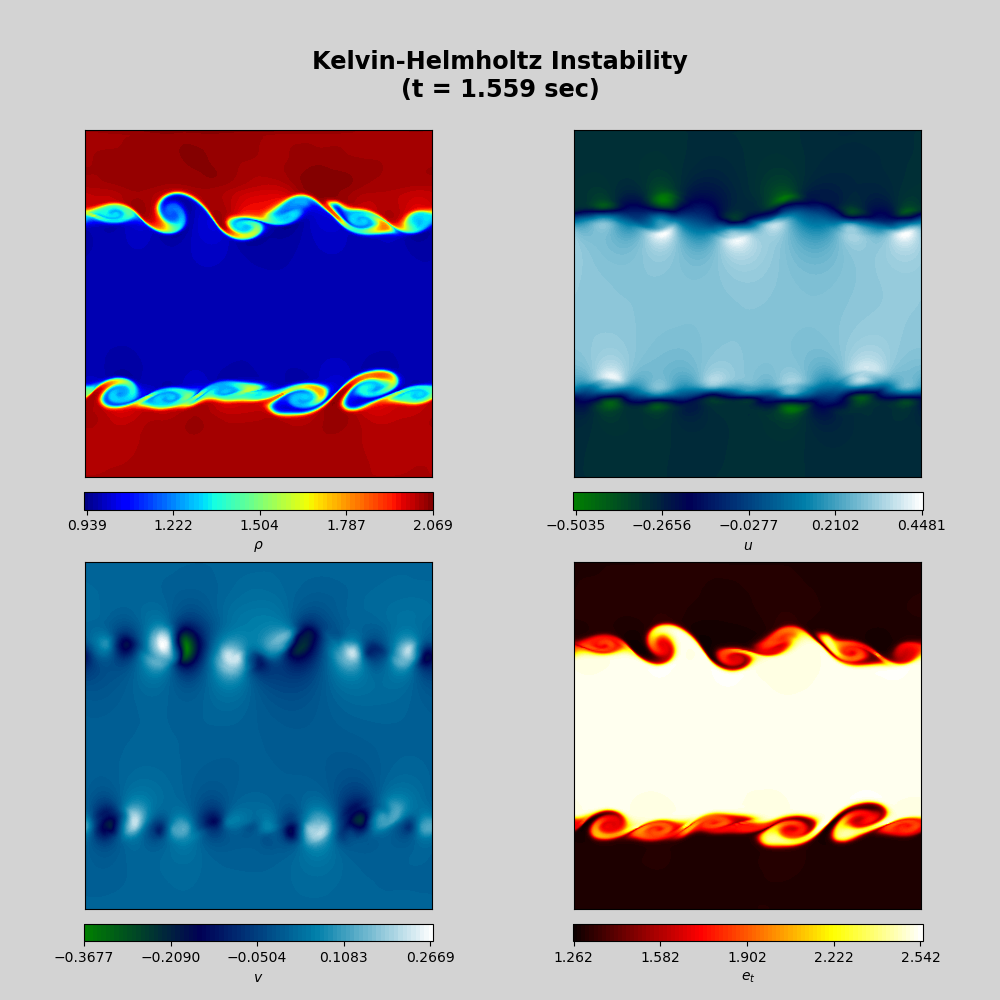 Kelvin-Helmholtz Instability
(t = 1.559 sec)
0.939 1.222 1.504 1.787 2.069
ρ
−0.5035 −0.2656 −0.0277 0.2102 0.4481
u
−0.3677 −0.2090 −0.0504 0.1083 0.2669
v
1.262 1.582 1.902 2.222 2.542
e_t